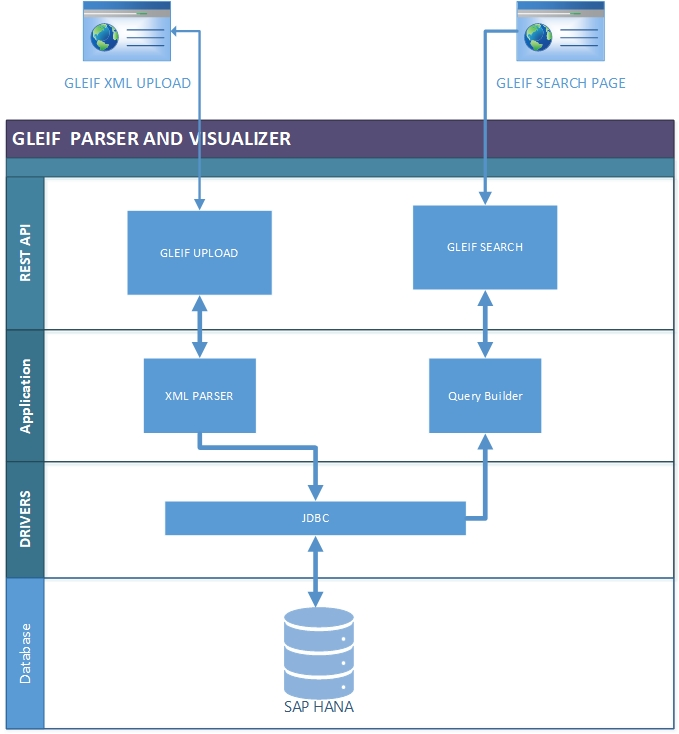 GLEIF XML UPLOAD
GLEIF SEARCH PAGE
GLEIF  PARSER AND VISUALIZER
REST API
GLEIF UPLOAD
GLEIF SEARCH
Application
XML PARSER
Query Builder
DRIVERS
JDBC
Database
SAP HANA